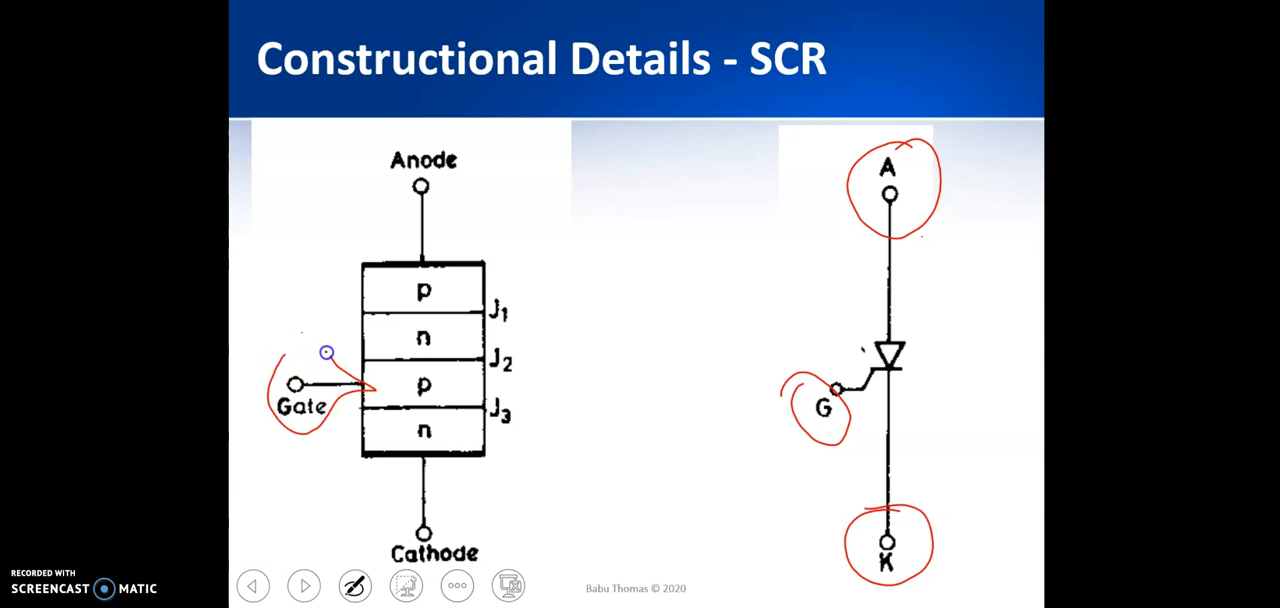 Constructional Details - SCR
Anode
p
J1
n
J2
p
Gate
J3
n
Cathode
A
G
K
RECORDED WITH
SCREENCAST MATIC
Babu Thomas © 2020